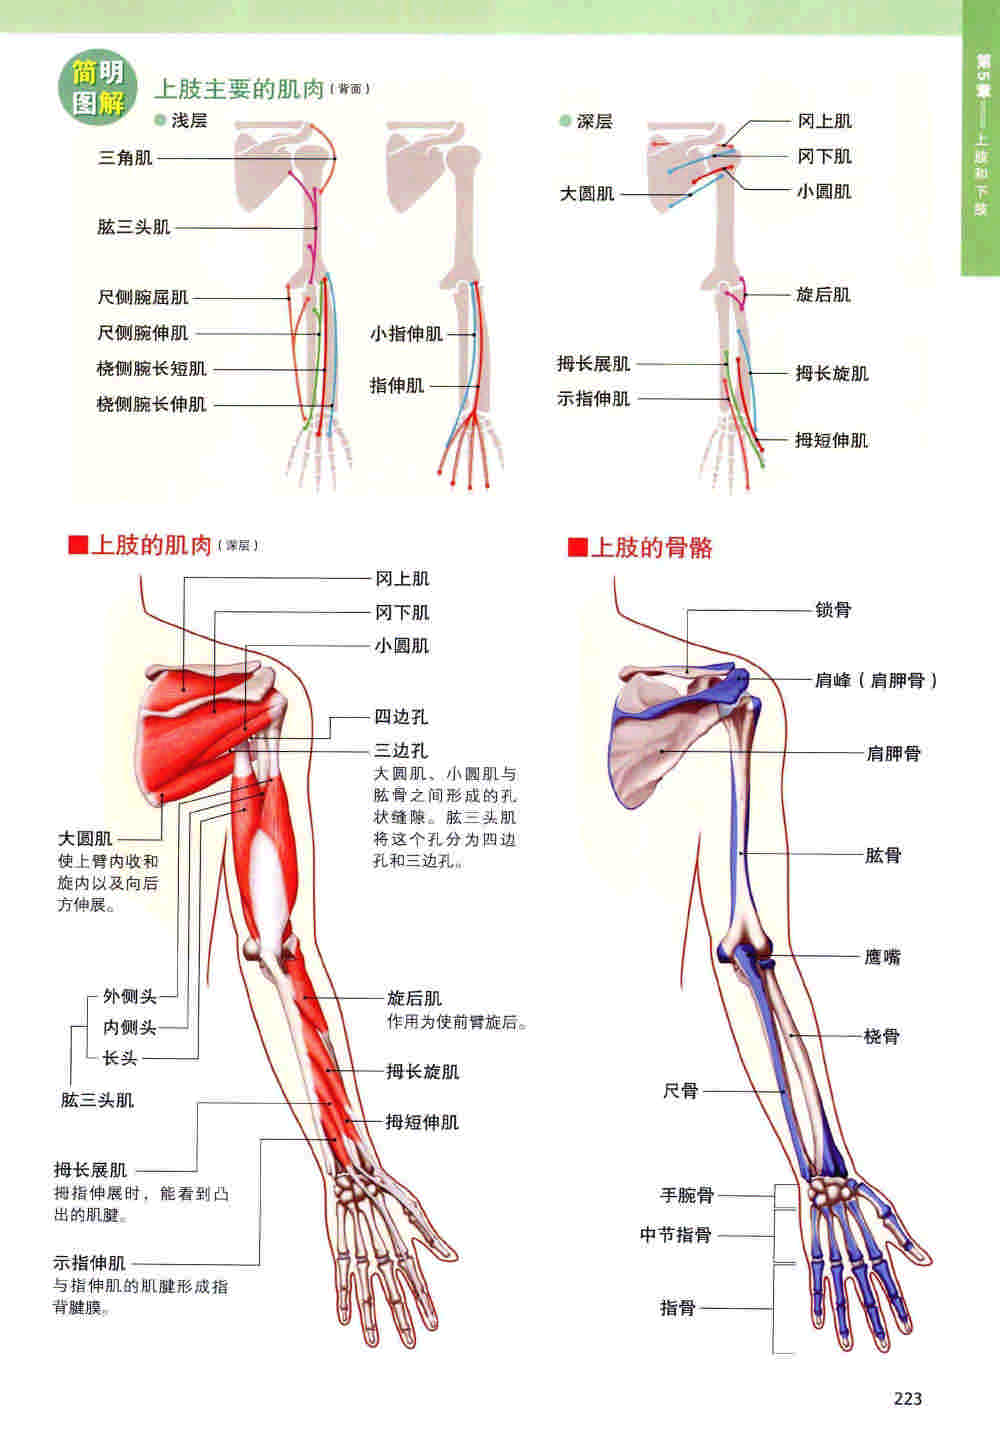 第5章——上肢和下肢
简明
图解
上肢主要的肌肉（背面）
浅层
三角肌
肱三头肌
尺侧腕屈肌
尺侧腕伸肌
桡侧腕长短肌
桡侧腕长伸肌
小指伸肌
指伸肌
深层
大圆肌
冈上肌
冈下肌
小圆肌
旋后肌
拇长展肌
示指伸肌
拇长旋肌
拇短伸肌
上肢的肌肉（深层）
冈上肌
冈下肌
小圆肌
四边孔
三边孔
大圆肌、小圆肌与
肱骨之间形成的孔
状缝隙。肱三头肌
将这个孔分为四边
孔和三边孔。
大圆肌
使上臂内收和
旋内以及向后
方伸展。
外侧头
内侧头
长头
肱三头肌
旋后肌
作用为使前臂旋后。
拇长旋肌
拇短伸肌
拇长展肌
拇指伸展时，能看到凸
出的肌腱。
示指伸肌
与指伸肌的肌腱形成指
背腱膜。
上肢的骨骼
锁骨
肩峰（肩胛骨）
肩胛骨
肱骨
鹰嘴
桡骨
尺骨
手腕骨
中节指骨
指骨
223